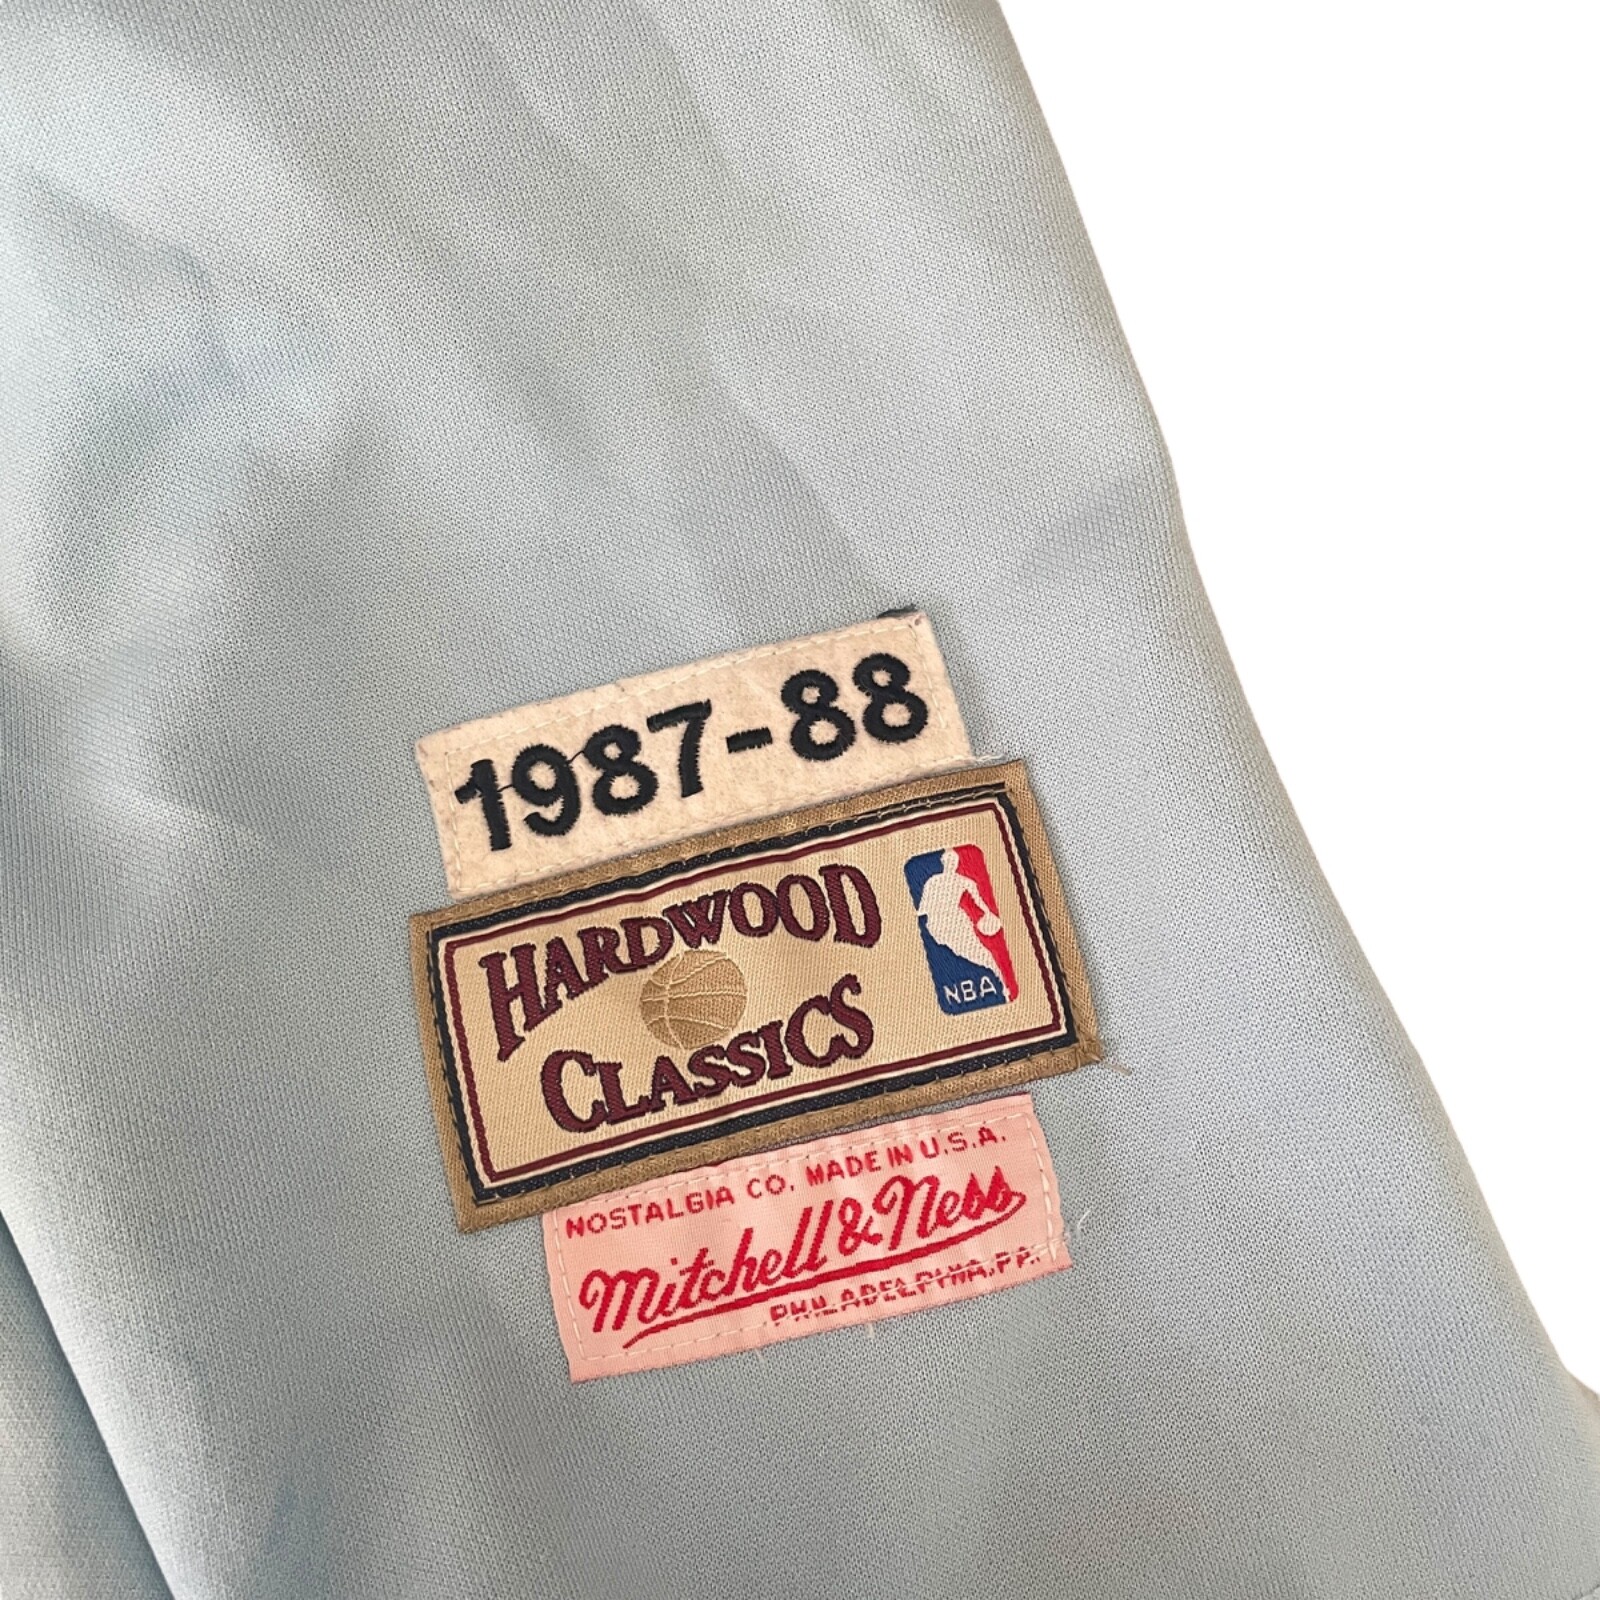 1987-88
HARDWOOD
CLASSICS
NBA
NOSTALGIA CO. MADE IN U.S.A.
Mitchell & Ness
PHILADELPHIA, PA.